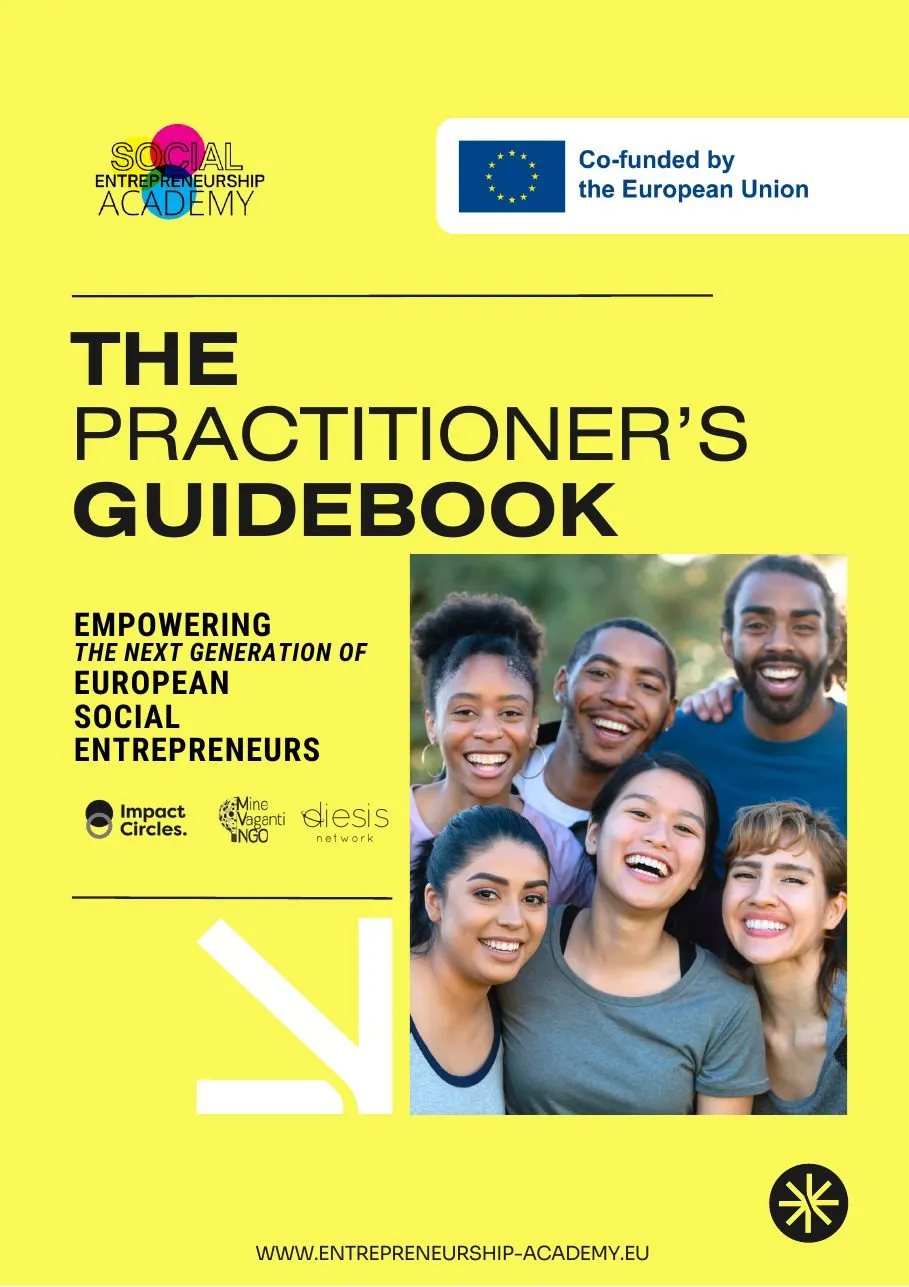 SOCIAL
ENTREPRENEURSHIP
ACADEMY
Co-funded by
the European Union
THE
PRACTITIONER’S
GUIDEBOOK
EMPOWERING
THE NEXT GENERATION OF
EUROPEAN
SOCIAL
ENTREPRENEURS
Impact
Circles.
Mine
Vaganti
NGO
diesis
network
WWW.ENTREPRENEURSHIP-ACADEMY.EU